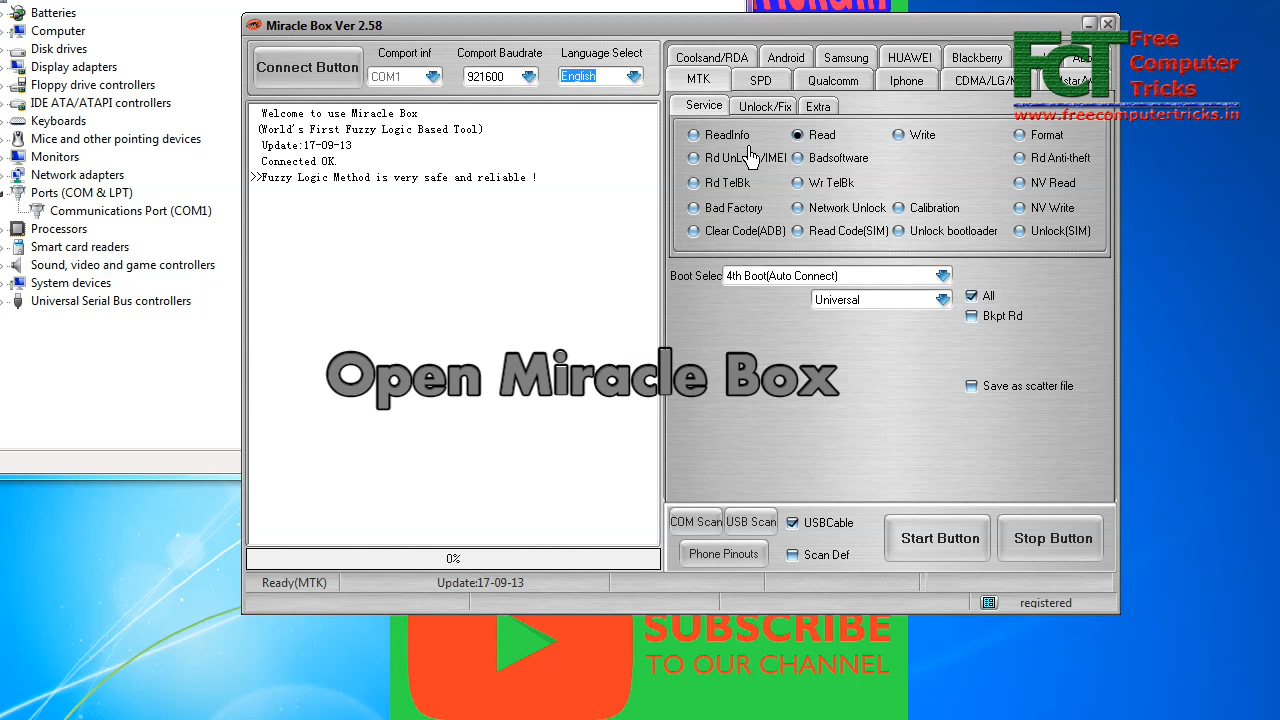 Batteries
Computer
Disk drives
Display adapters
Floppy drive controllers
IDE ATA/ATAPI controllers
Keyboards
Mice and other pointing devices
Monitors
Network adapters
Ports (COM & LPT)
Communications Port (COM1)
Processors
Smart card readers
Sound, video and game controllers
System devices
Universal Serial Bus controllers
Miracle Box Ver 2.58
Connect Button
Comport
Com Port Baudrate
Language Select
COM1
921600
English
Welcome to use Miracle Box
(World's First Fuzzy Logic Based Tool)
Update:17-09-13
Connected OK.
>>Fuzzy Logic Method is very safe and reliable !
0%
Coolsand/RDA
Android
Samsung
HUAWEI
Blackberry
MTK
SPD
Qualcomm
Iphone
CDMA/LG/M
Service
Unlock/Fix
Extra
ReadInfo
Read
Write
Format
/IMEI
Badsoftware
Rd Anti-theft
Rd TelBk
Wr TelBk
NV Read
Bad Factory
Network Unlock
Calibration
NV Write
Clear Code(ADB)
Read Code(SIM)
Unlock bootloader
Unlock(SIM)
Boot Selec
4th Boot(Auto Connect)
Universal
All
Bkpt Rd
Save as scatter file
COM Scan
USB Scan
USBCable
Phone Pinouts
Scan Def
Start Button
Stop Button
Ready(MTK)
Update:17-09-13
registered
FCT
Free
Computer
Tricks
www.freecomputertricks.in
Open Miracle Box
SUBSCRIBE
TO OUR CHANNEL